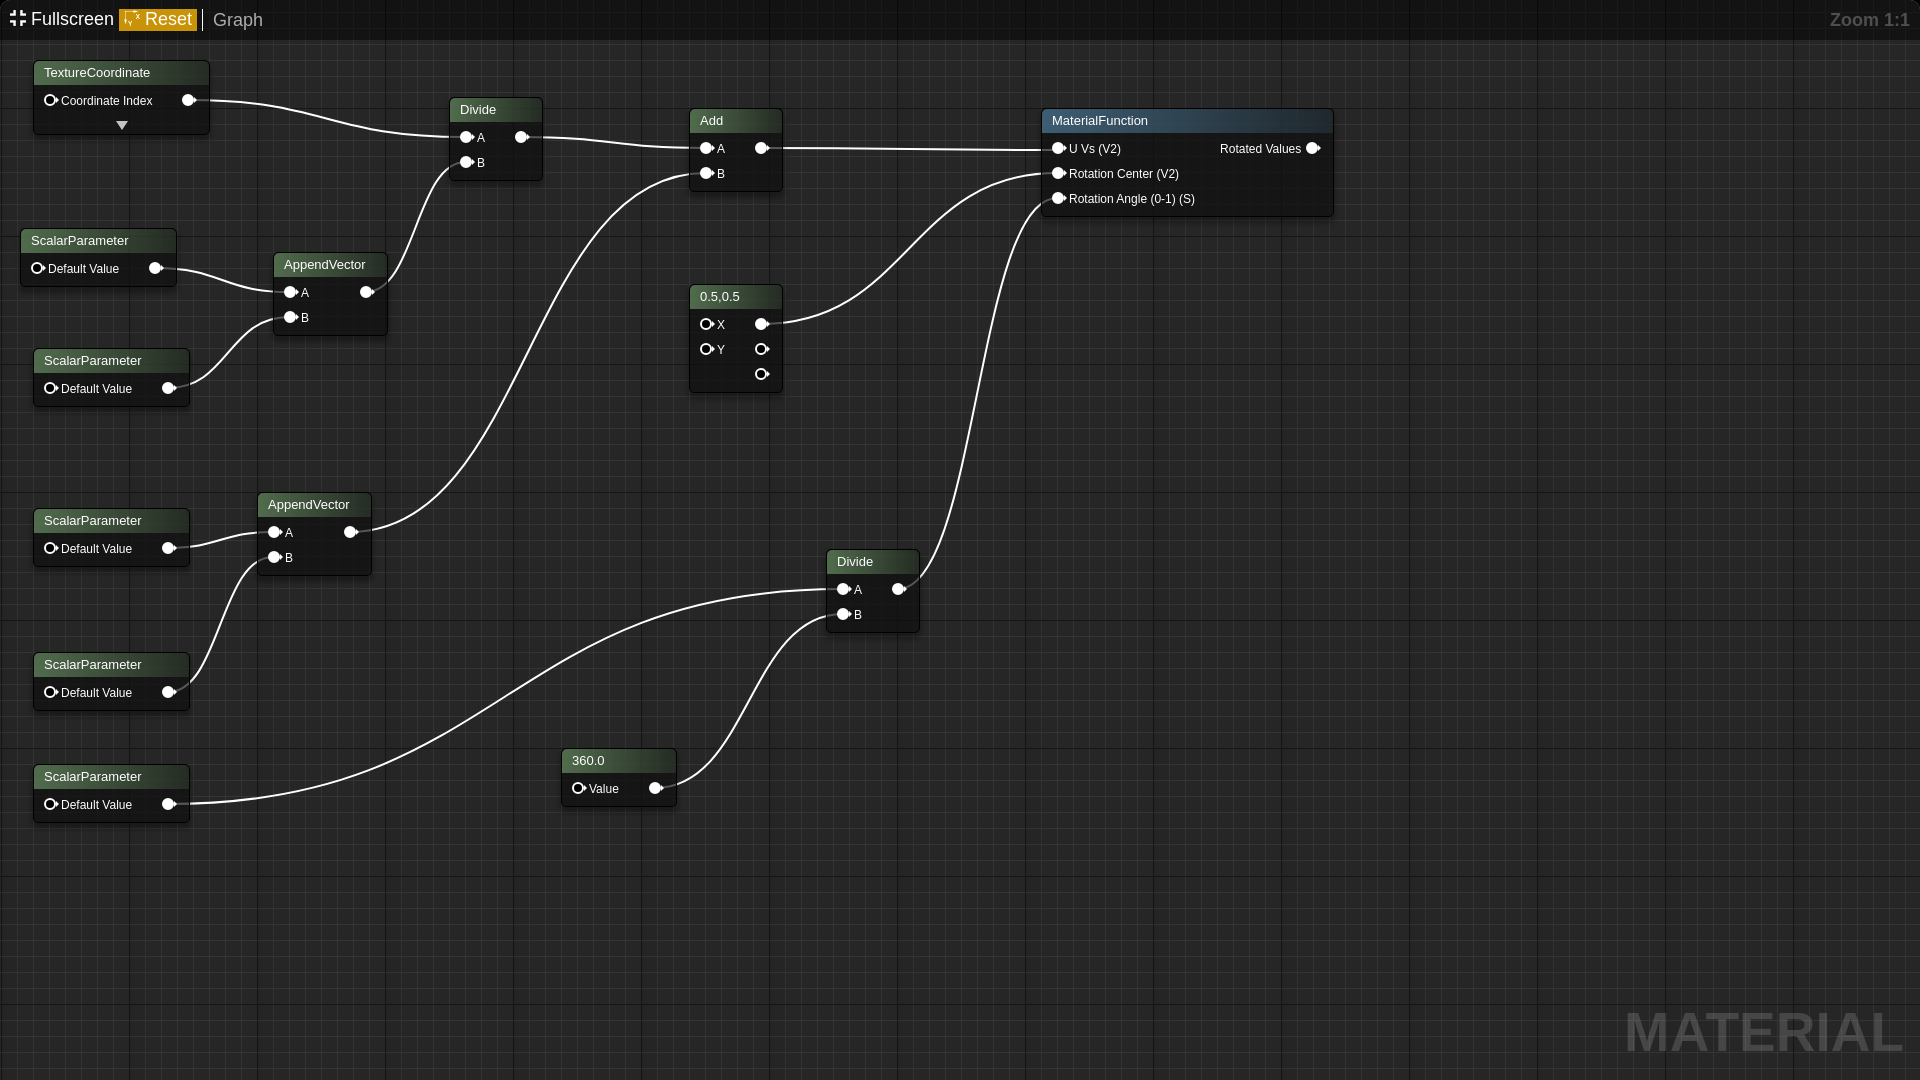 Fullscreen Reset Graph
Zoom 1:1
TextureCoordinate
Coordinate Index
Divide
A
B
Add
A
B
MaterialFunction
U Vs (V2) Rotated Values
Rotation Center (V2)
Rotation Angle (0-1) (S)
ScalarParameter
Default Value
AppendVector
A
B
0.5,0.5
X
Y
ScalarParameter
Default Value
ScalarParameter
Default Value
AppendVector
A
B
Divide
A
B
ScalarParameter
Default Value
360.0
Value
ScalarParameter
Default Value
MATERIAL